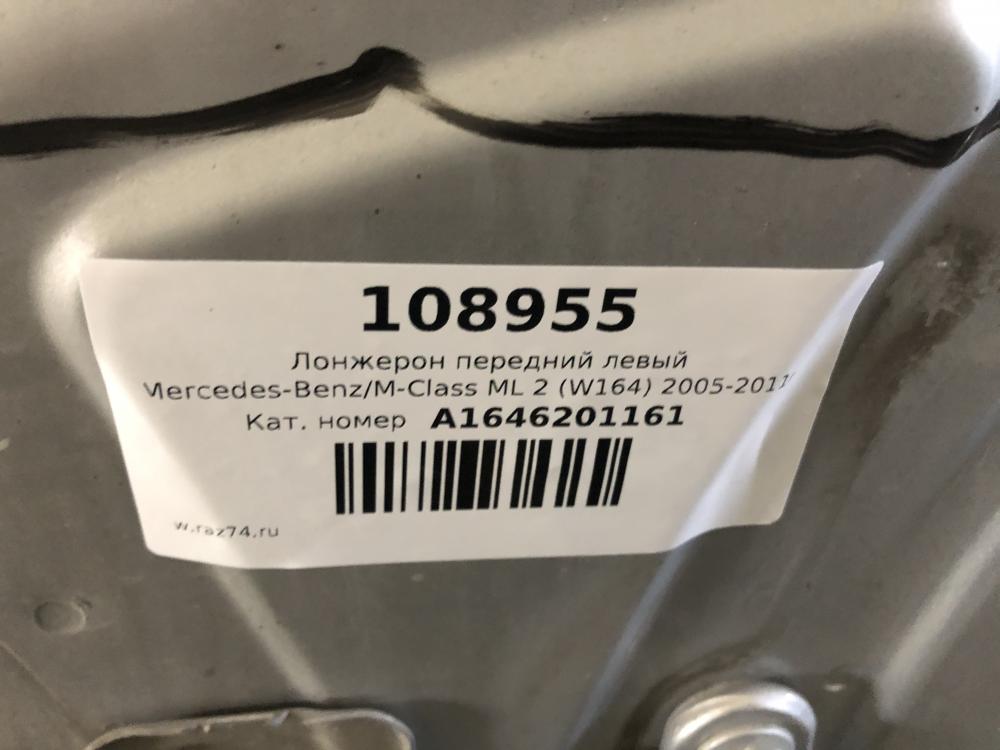 108955
Лонжерон передний левый
Mercedes-Benz/M-Class ML 2 (W164) 2005-2011
Кат. номер A1646201161
w.raz74.ru